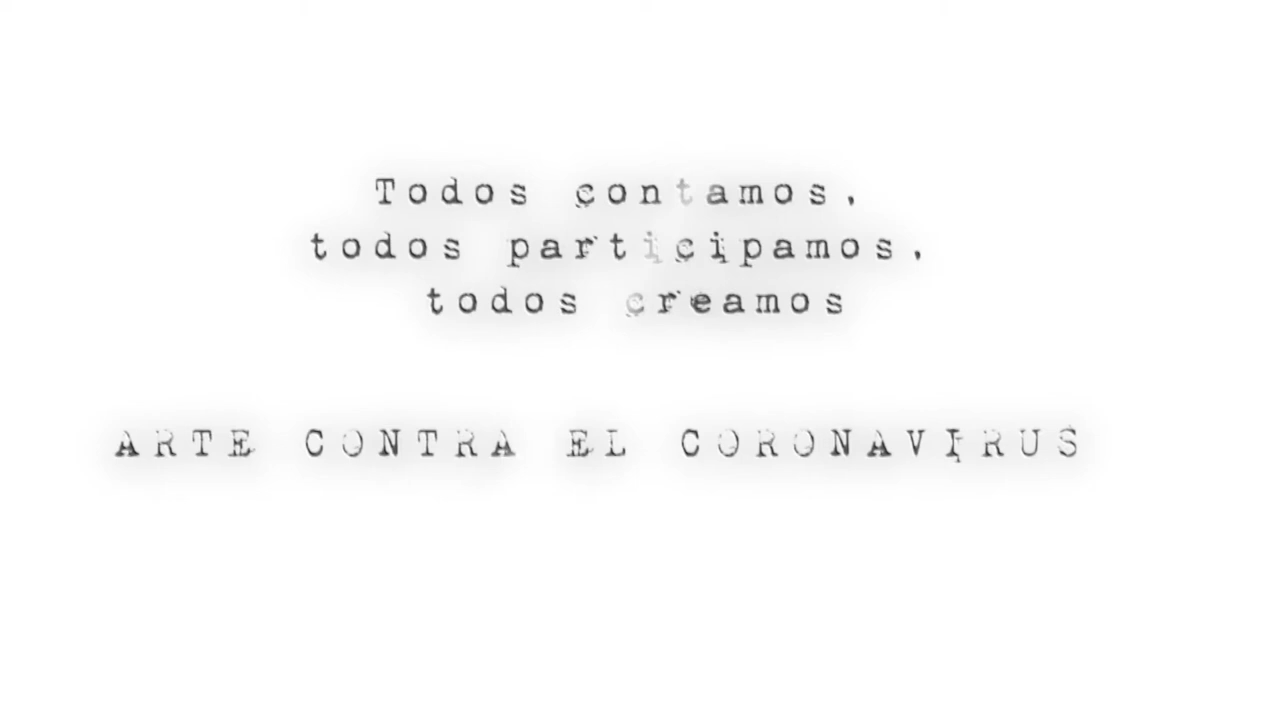 Todos contamos,
todos participamos,
todos creamos
ARTE CONTRA EL CORONAVIRUS